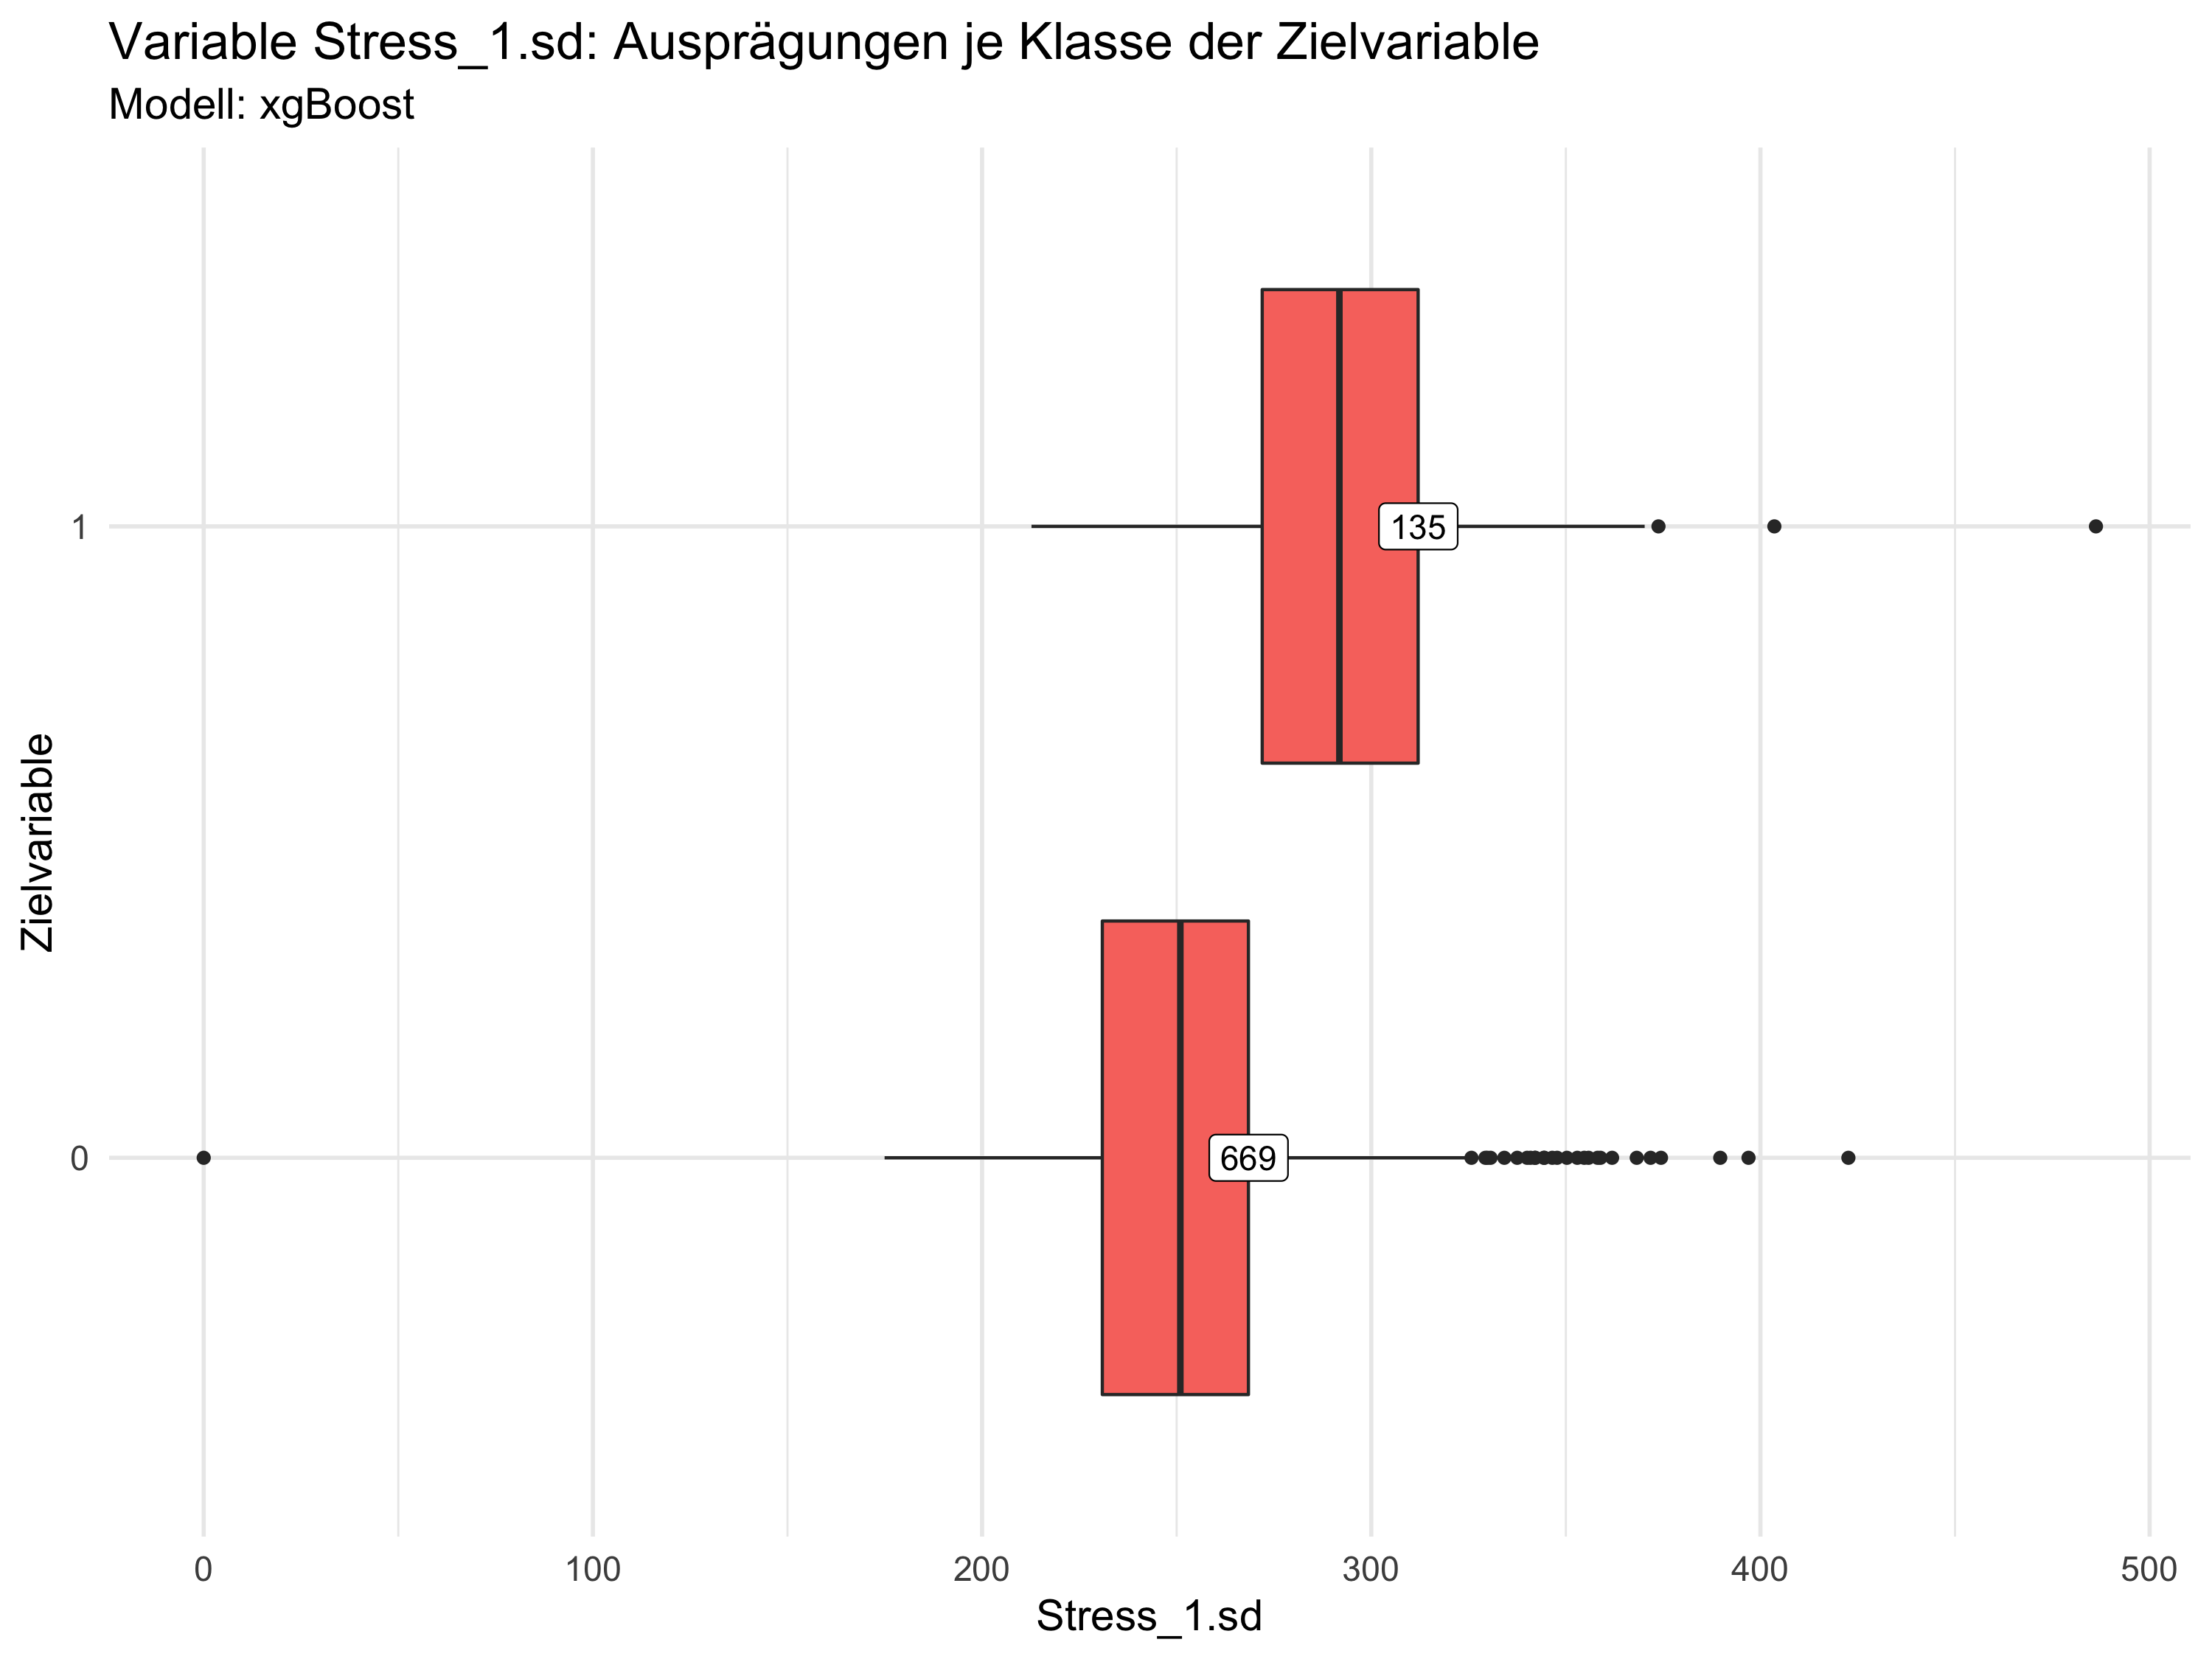 Variable Stress_1.sd: Ausprägungen je Klasse der Zielvariable
Modell: xgBoost
Zielvariable
1
135
0
669
0 100 200 300 400 500
Stress_1.sd